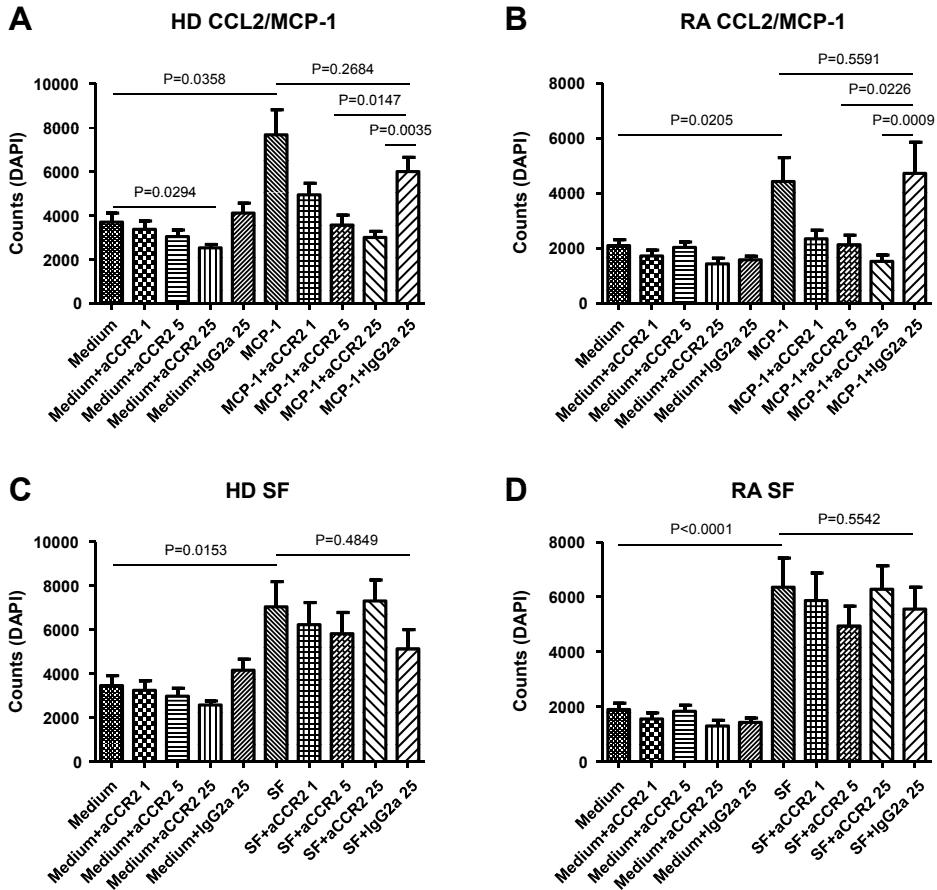 A
HD CCL2/MCP-1
P=0.0358
P=0.2684
P=0.0147
P=0.0035
P=0.0294
Counts (DAPI)
10000
8000
6000
4000
2000
0
Medium
Medium+aCCR2 1
Medium+aCCR2 5
Medium+aCCR2 25
Medium+IgG2a 25
MCP-1
MCP-1+aCCR2 1
MCP-1+aCCR2 5
MCP-1+aCCR2 25
MCP-1+IgG2a 25
B
RA CCL2/MCP-1
P=0.5591
P=0.0226
P=0.0009
P=0.0205
Counts (DAPI)
8000
6000
4000
2000
0
Medium
Medium+aCCR2 1
Medium+aCCR2 5
Medium+aCCR2 25
Medium+IgG2a 25
MCP-1
MCP-1+aCCR2 1
MCP-1+aCCR2 5
MCP-1+aCCR2 25
MCP-1+IgG2a 25
C
HD SF
P=0.0153
P=0.4849
Counts (DAPI)
10000
8000
6000
4000
2000
0
Medium
Medium+aCCR2 1
Medium+aCCR2 5
Medium+aCCR2 25
Medium+IgG2a 25
SF
SF+aCCR2 1
SF+aCCR2 5
SF+aCCR2 25
SF+IgG2a 25
D
RA SF
P<0.0001
P=0.5542
Counts (DAPI)
8000
6000
4000
2000
0
Medium
Medium+aCCR2 1
Medium+aCCR2 5
Medium+aCCR2 25
Medium+IgG2a 25
SF
SF+aCCR2 1
SF+aCCR2 5
SF+aCCR2 25
SF+IgG2a 25